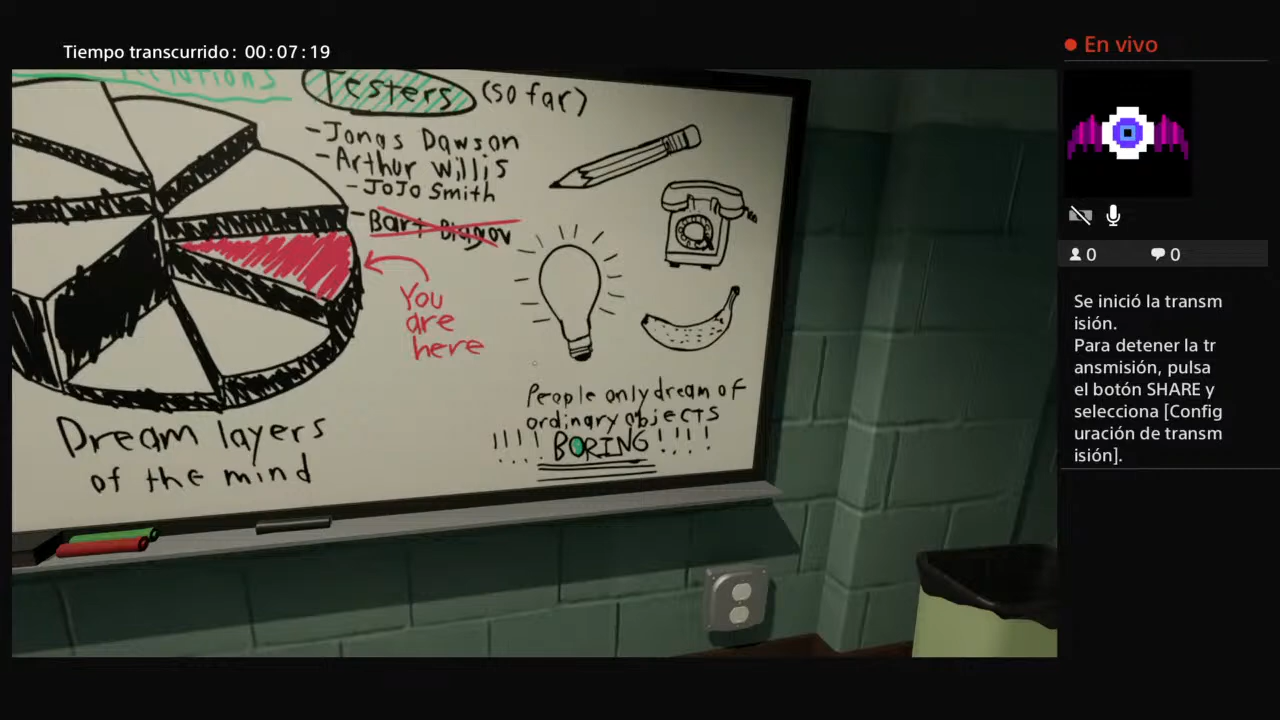 Tiempo transcurrido: 00:07:19
En vivo
Testers (so far)
-Jonas Dawson
-Arthur Willis
-JoJo Smith
- Bart
You
are
here
Dream layers
of the mind
People only dream of
ordinary objects
!!!! BORING !!!!
0 0
Se inició la transm
isión.
Para detener la tr
ansmisión, pulsa
el botón SHARE y
selecciona [Config
uración de transm
isión].